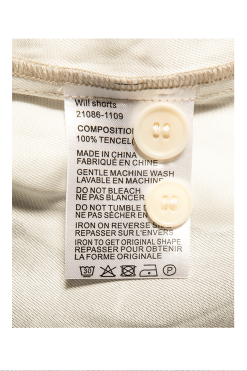 Will shorts
21086-1109
COMPOSITIO
100% TENCEL
MADE IN CHINA
FABRIQUÉ EN CHINE
GENTLE MACHINE WASH
LAVABLE EN MACHINE
DO NOT BLEACH
NE PAS BLANCER
DO NOT TUMBLE D
NE PAS SÉCHER EN
IRON ON REVERSE S
REPASSER SUR L'ENVERS
IRON TO GET ORIGINAL SHAPE
REPASSER POUR OBTENIR
LA FORME ORIGINALE
30 P